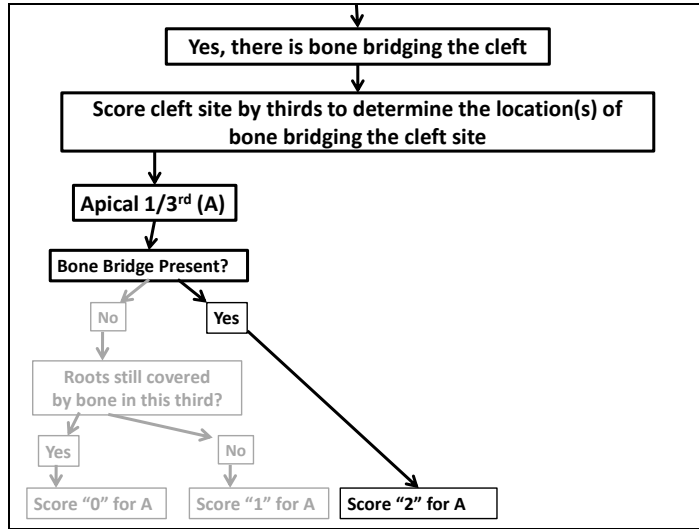 Yes, there is bone bridging the cleft
Score cleft site by thirds to determine the location(s) of
bone bridging the cleft site
Apical 1/3rd (A)
Bone Bridge Present?
No
Yes
Roots still covered
by bone in this third?
Yes
No
Score “0” for A
Score “1” for A
Score “2” for A